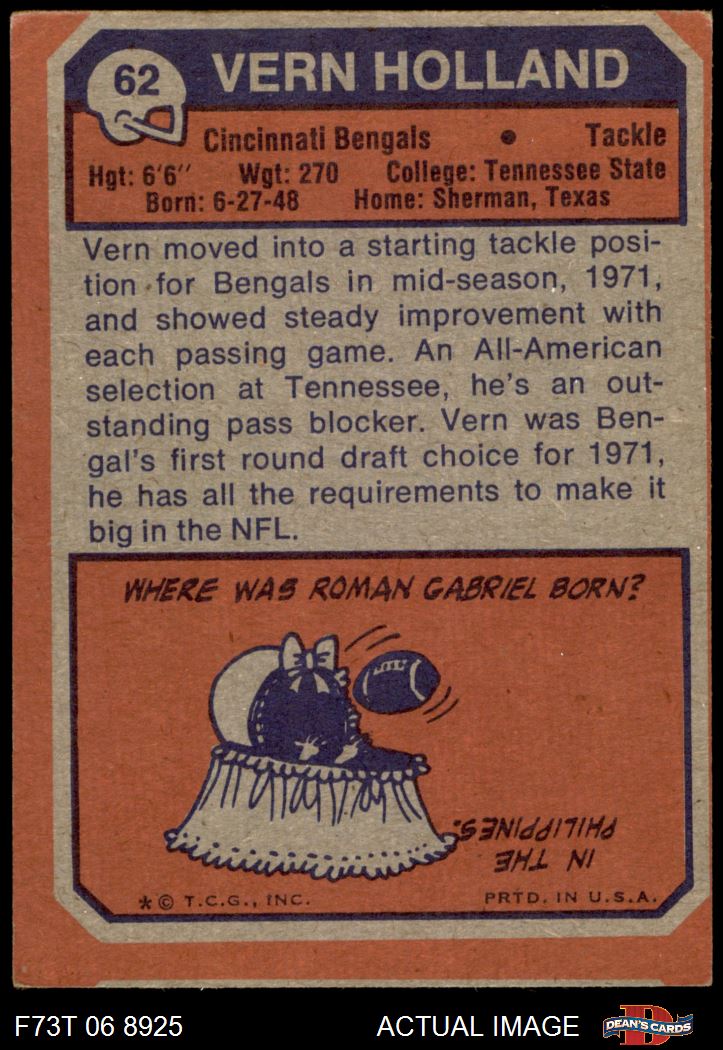 62
VERN HOLLAND
Cincinnati Bengals • Tackle
Hgt: 6'6" Wgt: 270 College: Tennessee State
Born: 6-27-48 Home: Sherman, Texas
Vern moved into a starting tackle posi-
tion for Bengals in mid-season, 1971,
and showed steady improvement with
each passing game. An All-American
selection at Tennessee, he's an out-
standing pass blocker. Vern was Ben-
gal's first round draft choice for 1971,
he has all the requirements to make it
big in the NFL.
WHERE WAS ROMAN GABRIEL BORN?
IN THE
PHILIPPINES.
* © T.C.G., INC. PRTD. IN U.S.A.
F73T 06 8925 ACTUAL IMAGE
D
DEAN'S CARDS